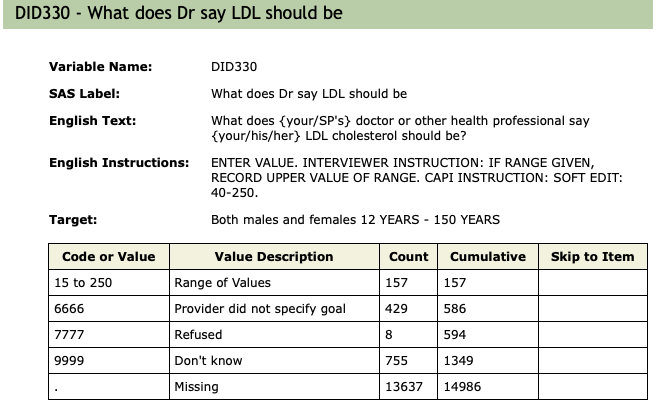 DID330 - What does Dr say LDL should be
Variable Name: DID330
SAS Label: What does Dr say LDL should be
English Text: What does {your/SP's} doctor or other health professional say
{your/his/her} LDL cholesterol should be?
English Instructions: ENTER VALUE. INTERVIEWER INSTRUCTION: IF RANGE GIVEN,
RECORD UPPER VALUE OF RANGE. CAPI INSTRUCTION: SOFT EDIT:
40-250.
Target: Both males and females 12 YEARS - 150 YEARS
Code or Value Value Description Count Cumulative Skip to Item
15 to 250 Range of Values 157 157
6666 Provider did not specify goal 429 586
7777 Refused 8 594
9999 Don't know 755 1349
. Missing 13637 14986